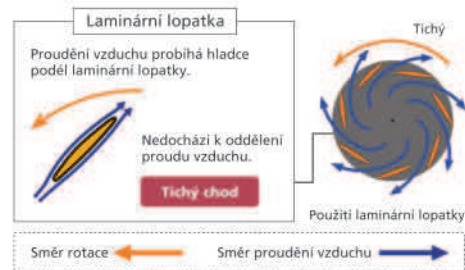 Laminární lopatka
Proudění vzduchu probíhá hladce
podél laminární lopatky.
Nedochází k oddělení
proudu vzduchu.
Tichý chod
Tichý
Použití laminární lopatky
Směr rotace
Směr proudění vzduchu